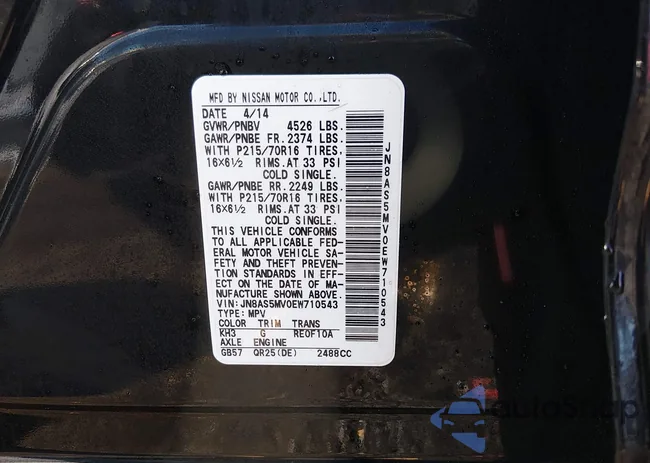 MFD BY NISSAN MOTOR CO.,LTD.
DATE 4/14
GVWR/PNBV 4526 LBS.
GAWR/PNBE FR. 2374 LBS.
WITH P215/70R16 TIRES.
16X6½ RIMS.AT 33 PSI
COLD SINGLE.
GAWR/PNBE RR. 2249 LBS.
WITH P215/70R16 TIRES.
16X6½ RIMS.AT 33 PSI
COLD SINGLE.
THIS VEHICLE CONFORMS
TO ALL APPLICABLE FED-
ERAL MOTOR VEHICLE SA-
FETY AND THEFT PREVEN-
TION STANDARDS IN EFF-
ECT ON THE DATE OF MA-
NUFACTURE SHOWN ABOVE.
VIN:JN8AS5MV0EW710543
TYPE:MPV
COLOR TRIM TRANS
KH3 G RE0F10A
AXLE ENGINE
GB57 QR25(DE) 2488CC
JN8AS5MV0EW710543
autoSnap